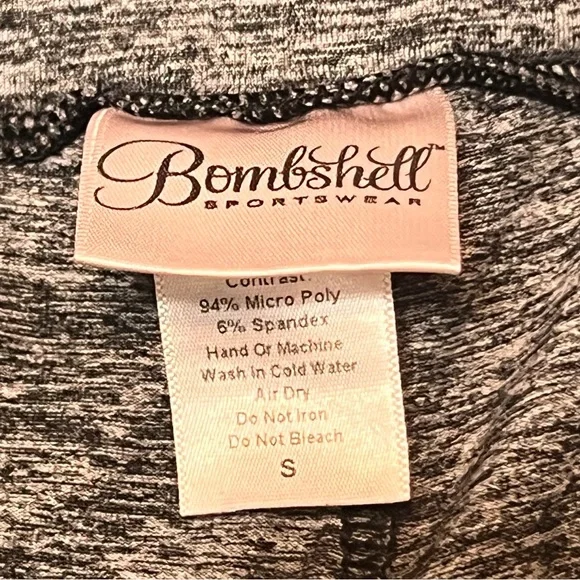 Bombshell™
SPORTSWEAR
Contrast:
94% Micro Poly
6% Spandex
Hand Or Machine
Wash in Cold Water
Air Dry
Do Not Iron
Do Not Bleach
S